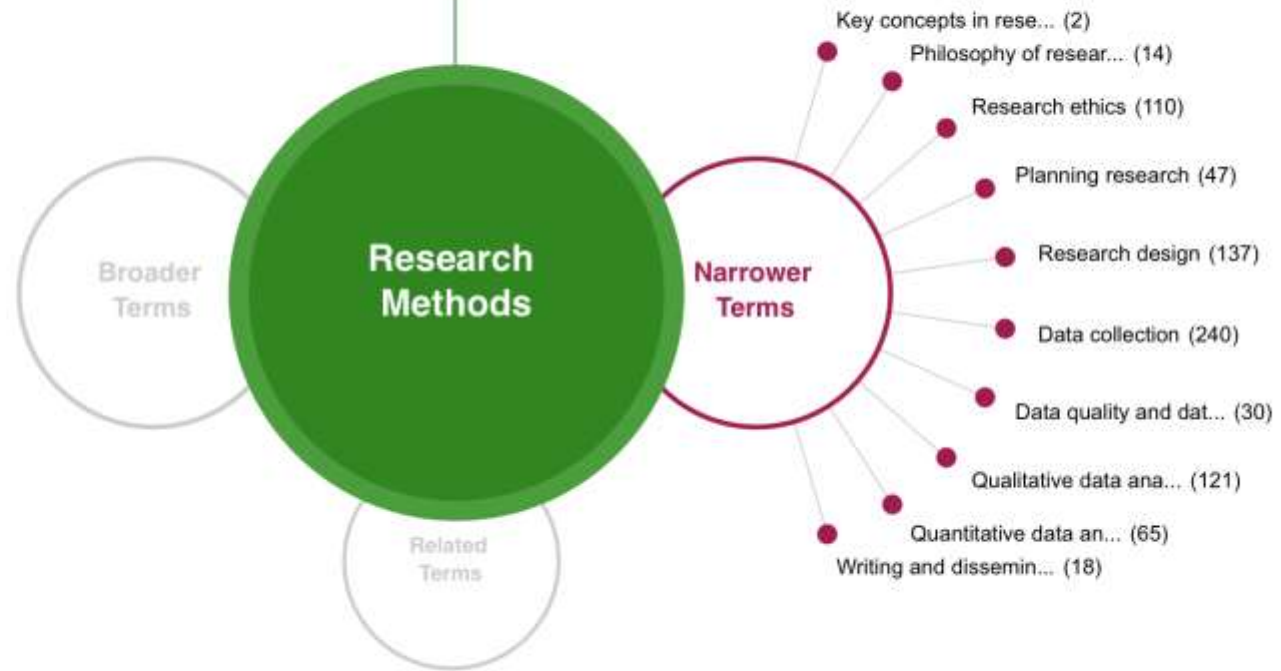 Key concepts in rese... (2)
Philosophy of resear... (14)
Research ethics (110)
Planning research (47)
Research design (137)
Data collection (240)
Data quality and dat... (30)
Qualitative data ana... (121)
Quantitative data an... (65)
Writing and dissemin... (18)
Broader
Terms
Research
Methods
Narrower
Terms
Related
Terms